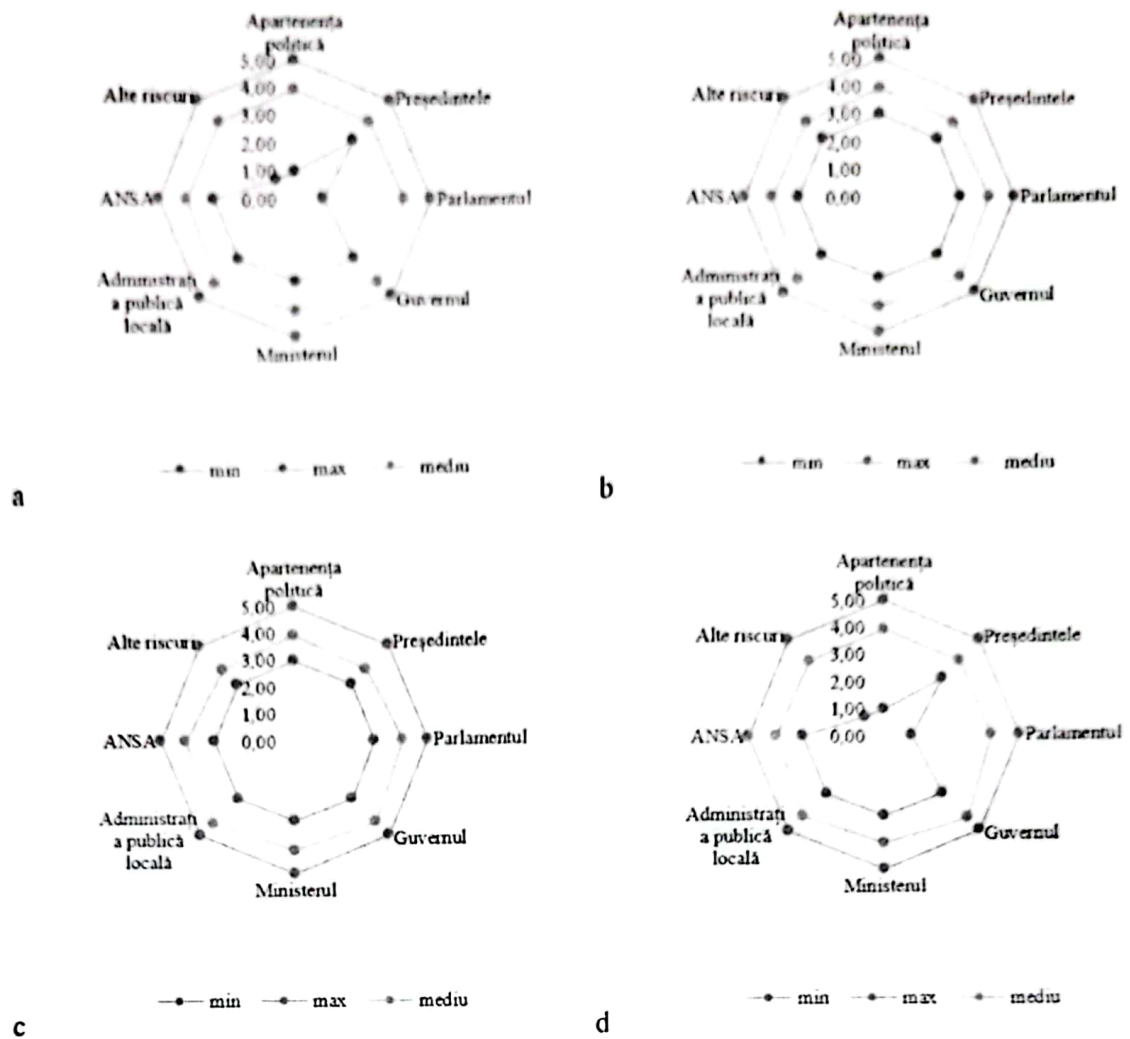 Apartenența
politică
5,00
4,00
3,00
2,00
1,00
0,00
Președintele
Parlamentul
Guvernul
Ministerul
Administrați
a publică
locală
ANSA
Alte riscuri
min max mediu
a
Apartenența
politică
5,00
4,00
3,00
2,00
1,00
0,00
Președintele
Parlamentul
Guvernul
Ministerul
Administrați
a publică
locală
ANSA
Alte riscuri
min max mediu
b
Apartenența
politică
5,00
4,00
3,00
2,00
1,00
0,00
Președintele
Parlamentul
Guvernul
Ministerul
Administrați
a publică
locală
ANSA
Alte riscuri
min max mediu
c
Apartenența
politică
5,00
4,00
3,00
2,00
1,00
0,00
Președintele
Parlamentul
Guvernul
Ministerul
Administrați
a publică
locală
ANSA
Alte riscuri
min max mediu
d